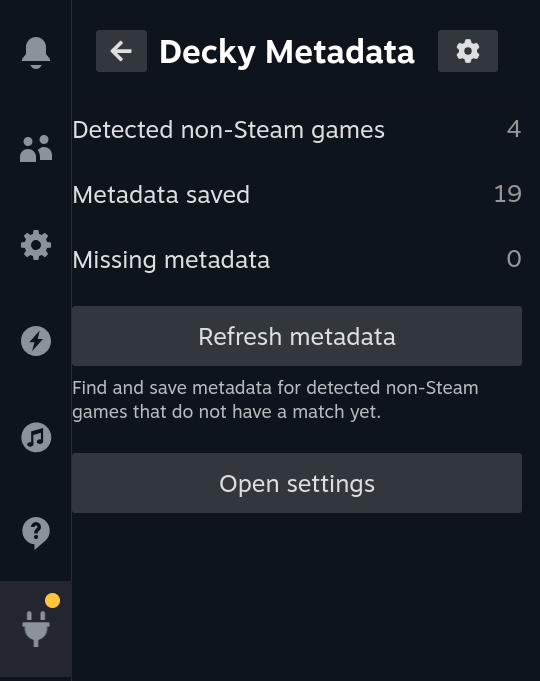 Decky Metadata
Detected non-Steam games 4
Metadata saved 19
Missing metadata 0
Refresh metadata
Find and save metadata for detected non-Steam
games that do not have a match yet.
Open settings